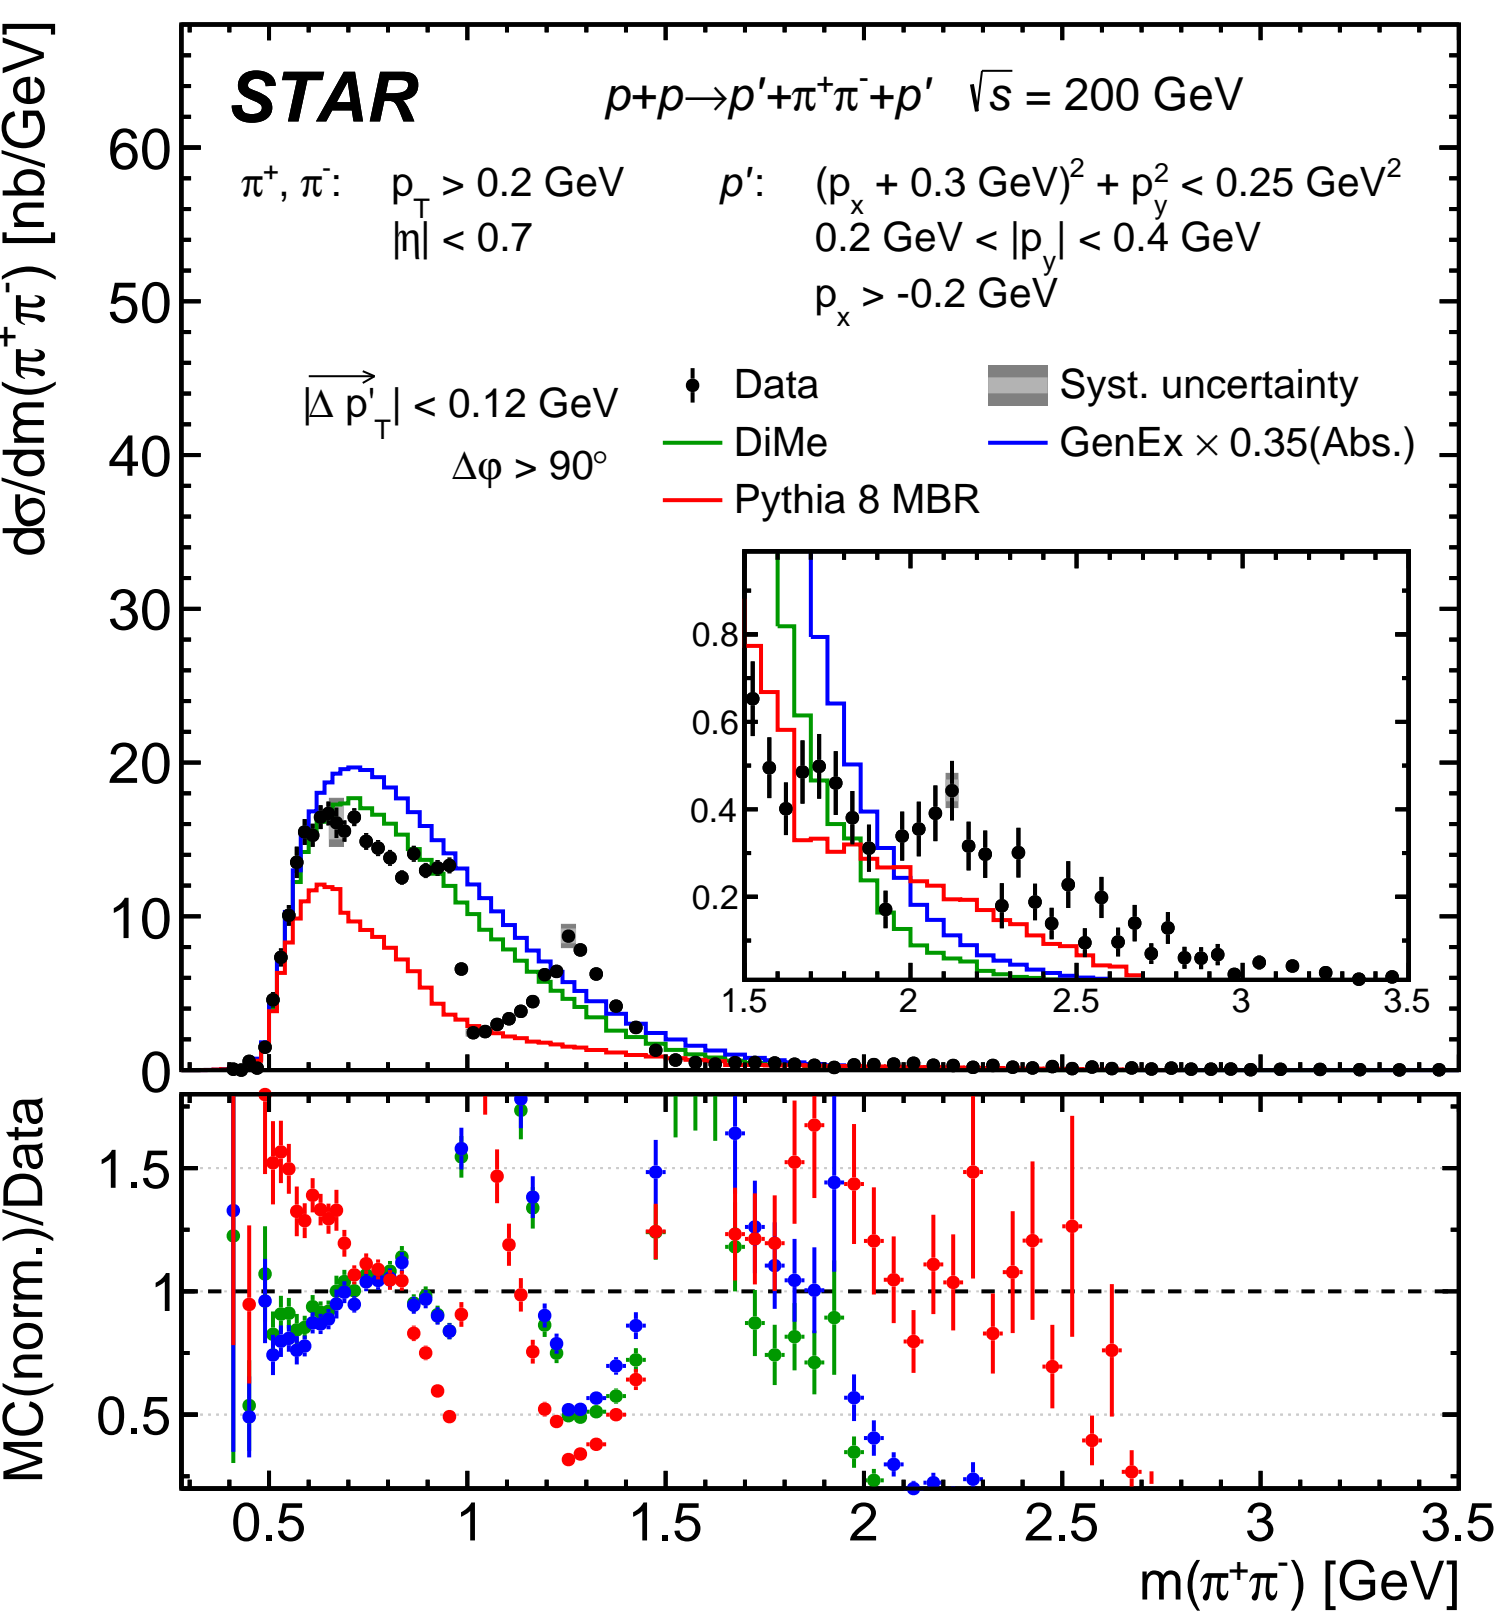 STAR p+p→p′+π⁺π⁻+p′ √s = 200 GeV
π⁺, π⁻: p_T > 0.2 GeV p′: (p_x + 0.3 GeV)² + p_y² < 0.25 GeV²
|η| < 0.7 0.2 GeV < |p_y| < 0.4 GeV
p_x > -0.2 GeV
|Δ p'_T| < 0.12 GeV
Δφ > 90°
Data
Syst. uncertainty
DiMe
GenEx × 0.35(Abs.)
Pythia 8 MBR
dσ/dm(π⁺π⁻) [nb/GeV]
60
50
40
30
20
10
0
0.8
0.6
0.4
0.2
1.5 2 2.5 3 3.5
MC(norm.)/Data
1.5
1
0.5
0.5 1 1.5 2 2.5 3 3.5
m(π⁺π⁻) [GeV]